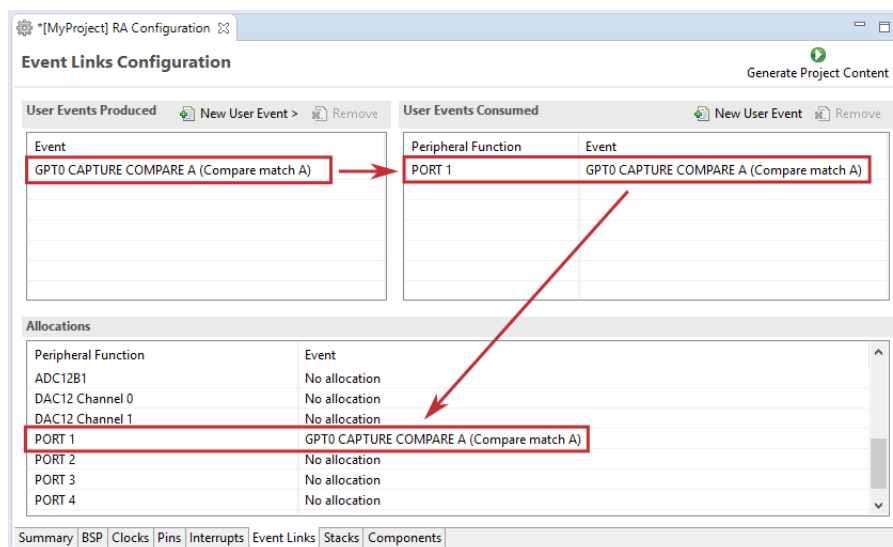 *[MyProject] RA Configuration
Event Links Configuration
Generate Project Content
User Events Produced New User Event > Remove
Event
GPT0 CAPTURE COMPARE A (Compare match A)
User Events Consumed New User Event Remove
Peripheral Function Event
PORT 1 GPT0 CAPTURE COMPARE A (Compare match A)
Allocations
Peripheral Function Event
ADC12B1 No allocation
DAC12 Channel 0 No allocation
DAC12 Channel 1 No allocation
PORT 1 GPT0 CAPTURE COMPARE A (Compare match A)
PORT 2 No allocation
PORT 3 No allocation
PORT 4 No allocation
Summary BSP Clocks Pins Interrupts Event Links Stacks Components